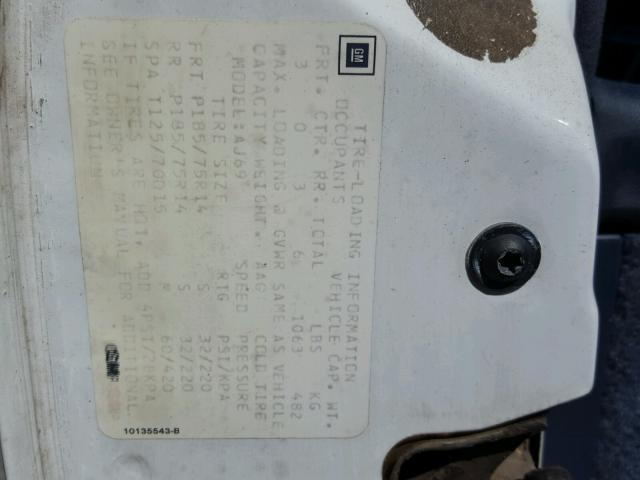 GM
TIRE-LOADING INFORMATION
OCCUPANTS VEHICLE CAP. WT.
FRT. CTR. RR. TOTAL LBS KG
3 0 3 6 1063 482
MAX. LOADING @ GVWR SAME AS VEHICLE
CAPACITY WEIGHT. AAG COLD TIRE
MODEL:AJ69 SPEED PRESSURE
TIRE SIZE RTG PSI/KPA
FRT P185/75R14 S 32/220
RR P185/75R14 S 32/220
SPA T125/70D15 M 60/420
IF TIRES ARE HOT, ADD 4PSI/28KPA
SEE OWNER'S MANUAL FOR ADDITIONAL
INFORMATION
10135543-B